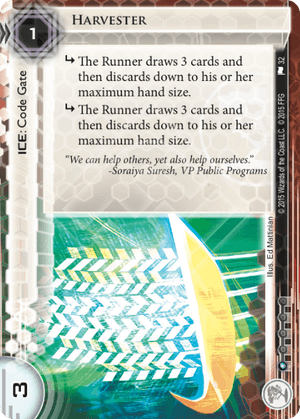 HARVESTER
1
ICE: Code Gate
↳ The Runner draws 3 cards and
then discards down to his or her
maximum hand size.
↳ The Runner draws 3 cards and
then discards down to his or her
maximum hand size.
“We can help others, yet also help ourselves.”
-Soraiya Suresh, VP Public Programs
32
© 2015 Wizards of the Coast LLC. © 2015 FFG
Illus. Ed Mattinian
3